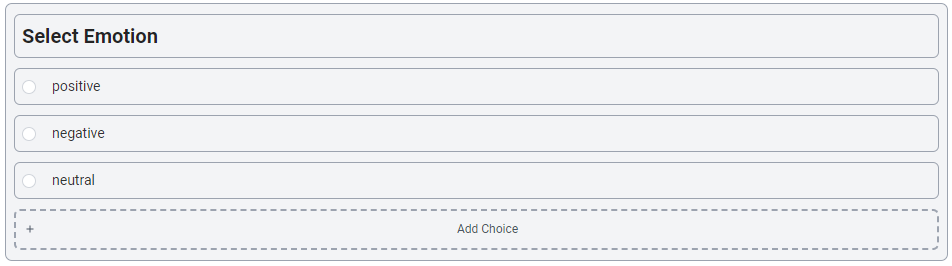 Select Emotion
positive
negative
neutral
+ Add Choice